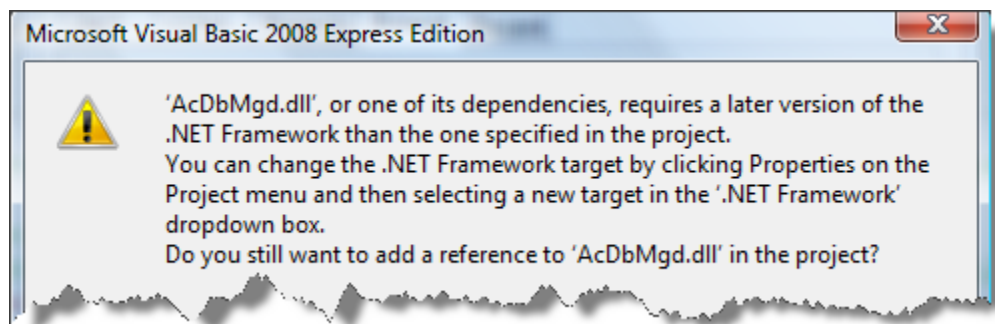 Microsoft Visual Basic 2008 Express Edition
'AcDbMgd.dll', or one of its dependencies, requires a later version of the
.NET Framework than the one specified in the project.
You can change the .NET Framework target by clicking Properties on the
Project menu and then selecting a new target in the '.NET Framework'
dropdown box.
Do you still want to add a reference to 'AcDbMgd.dll' in the project?